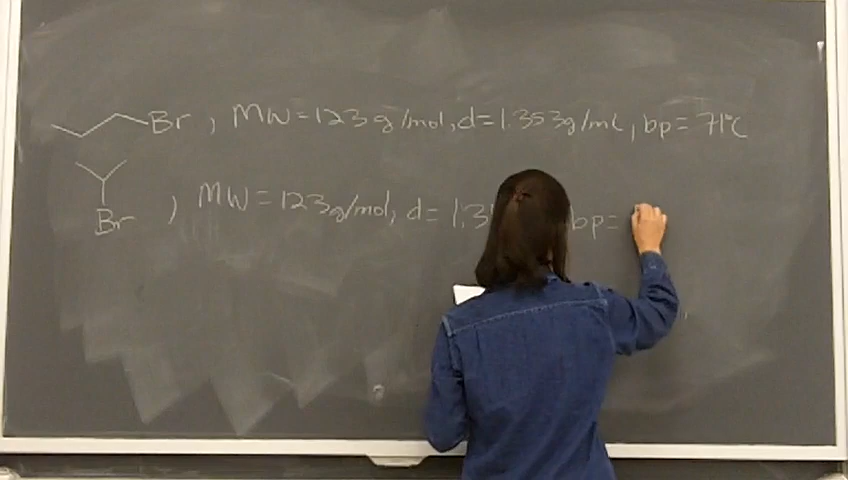 Br, MW=123g/mol, d=1.353g/mL, bp= 71°C
Br, MW=123g/mol, d= 1.3 bp=